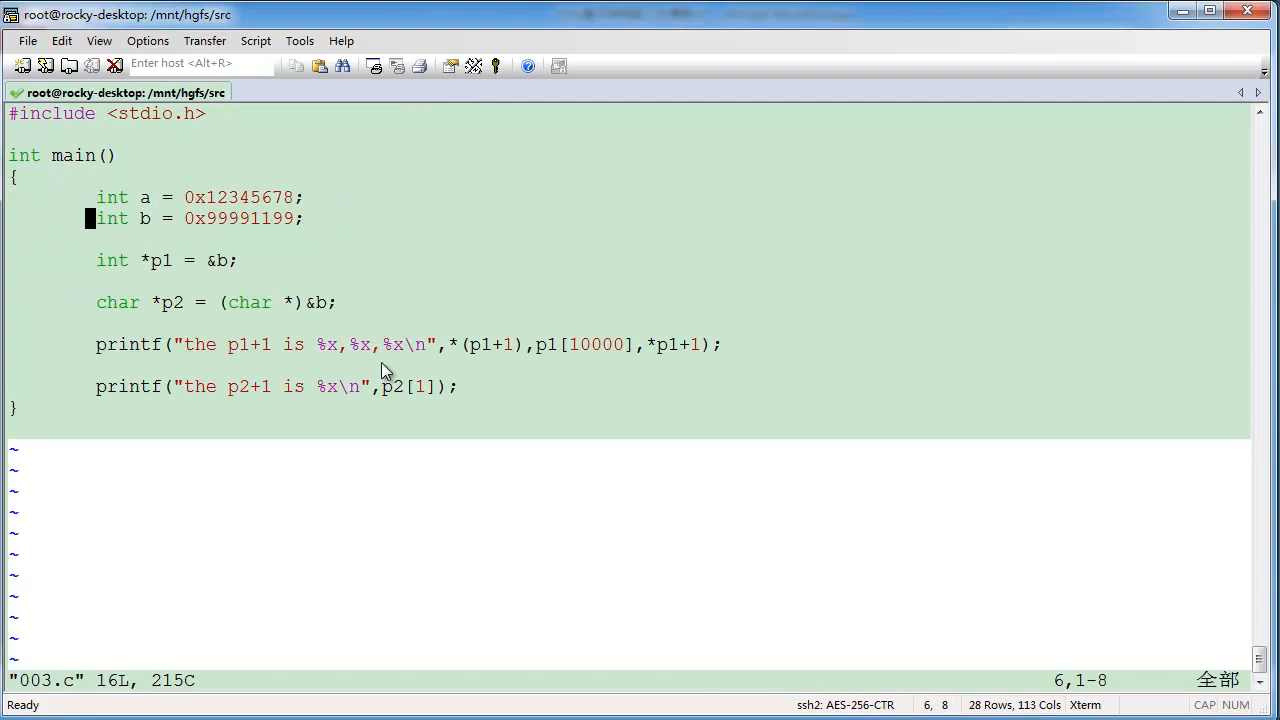 root@rocky-desktop: /mnt/hgfs/src
File Edit View Options Transfer Script Tools Help
Enter host <Alt+R>
root@rocky-desktop: /mnt/hgfs/src
#include <stdio.h>
int main()
{
int a = 0x12345678;
int b = 0x99991199;
int *p1 = &b;
char *p2 = (char *)&b;
printf("the p1+1 is %x,%x,%x\n",*(p1+1),p1[10000],*p1+1);
printf("the p2+1 is %x\n",p2[1]);
}
~
~
~
~
~
~
~
~
~
~
~
"003.c" 16L, 215C 6,1-8 全部
Ready ssh2: AES-256-CTR 6, 8 28 Rows, 113 Cols Xterm CAP NUM